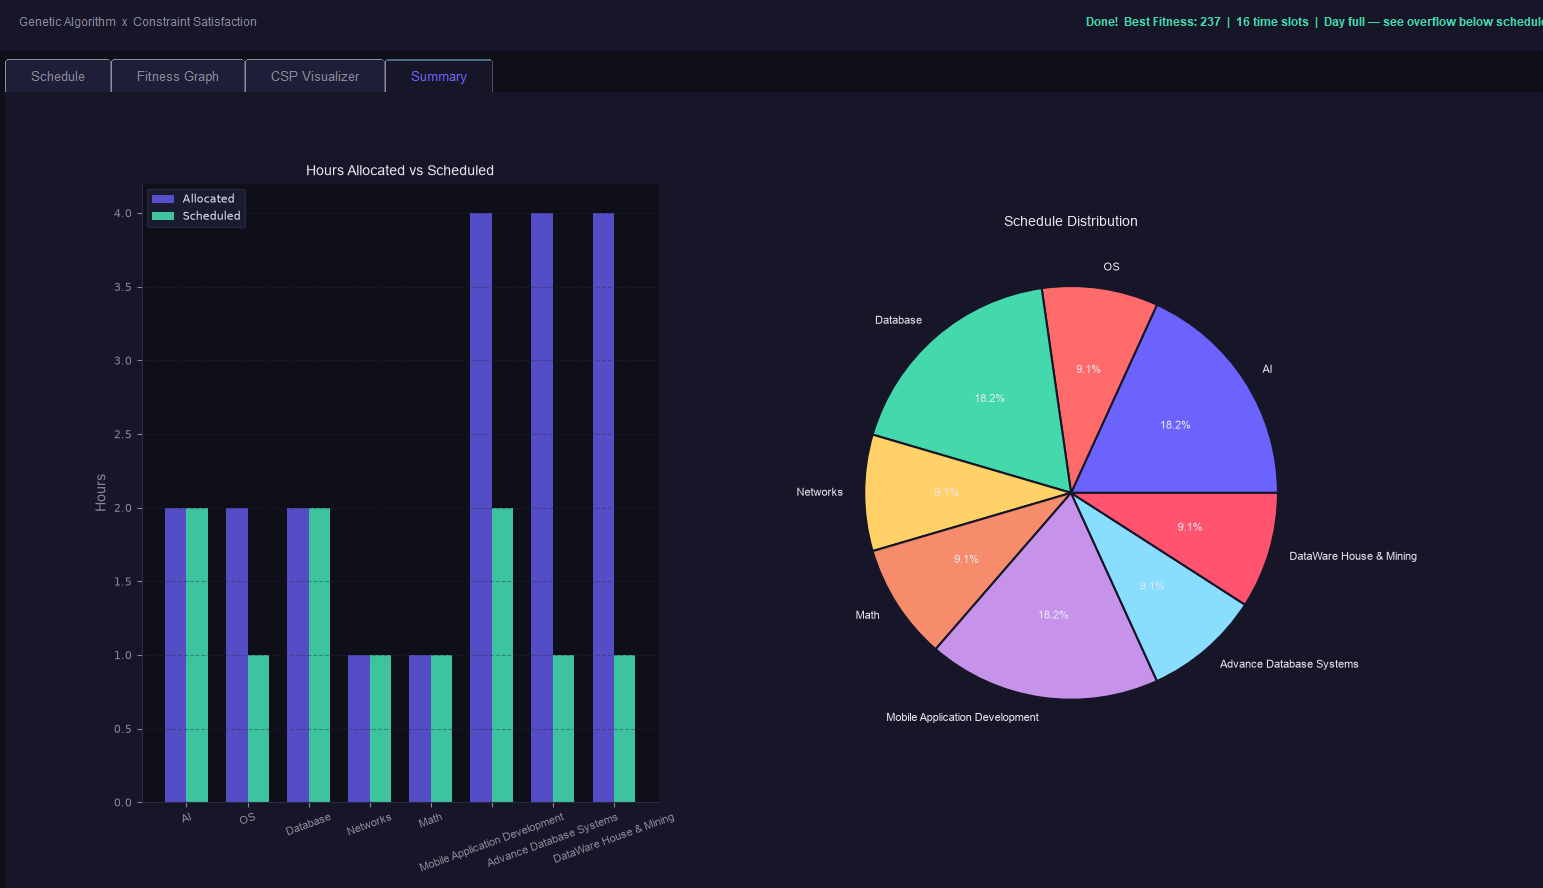 Genetic Algorithm x Constraint Satisfaction
Done! Best Fitness: 237 | 16 time slots | Day full — see overflow below schedule
Schedule
Fitness Graph
CSP Visualizer
Summary
Hours Allocated vs Scheduled
Allocated
Scheduled
Hours
4.0
3.5
3.0
2.5
2.0
1.5
1.0
0.5
0.0
AI
OS
Database
Networks
Math
Mobile Application Development
Advance Database Systems
DataWare House & Mining
Schedule Distribution
OS
9.1%
AI
18.2%
Database
18.2%
Networks
9.1%
Math
9.1%
Mobile Application Development
18.2%
Advance Database Systems
9.1%
DataWare House & Mining
9.1%